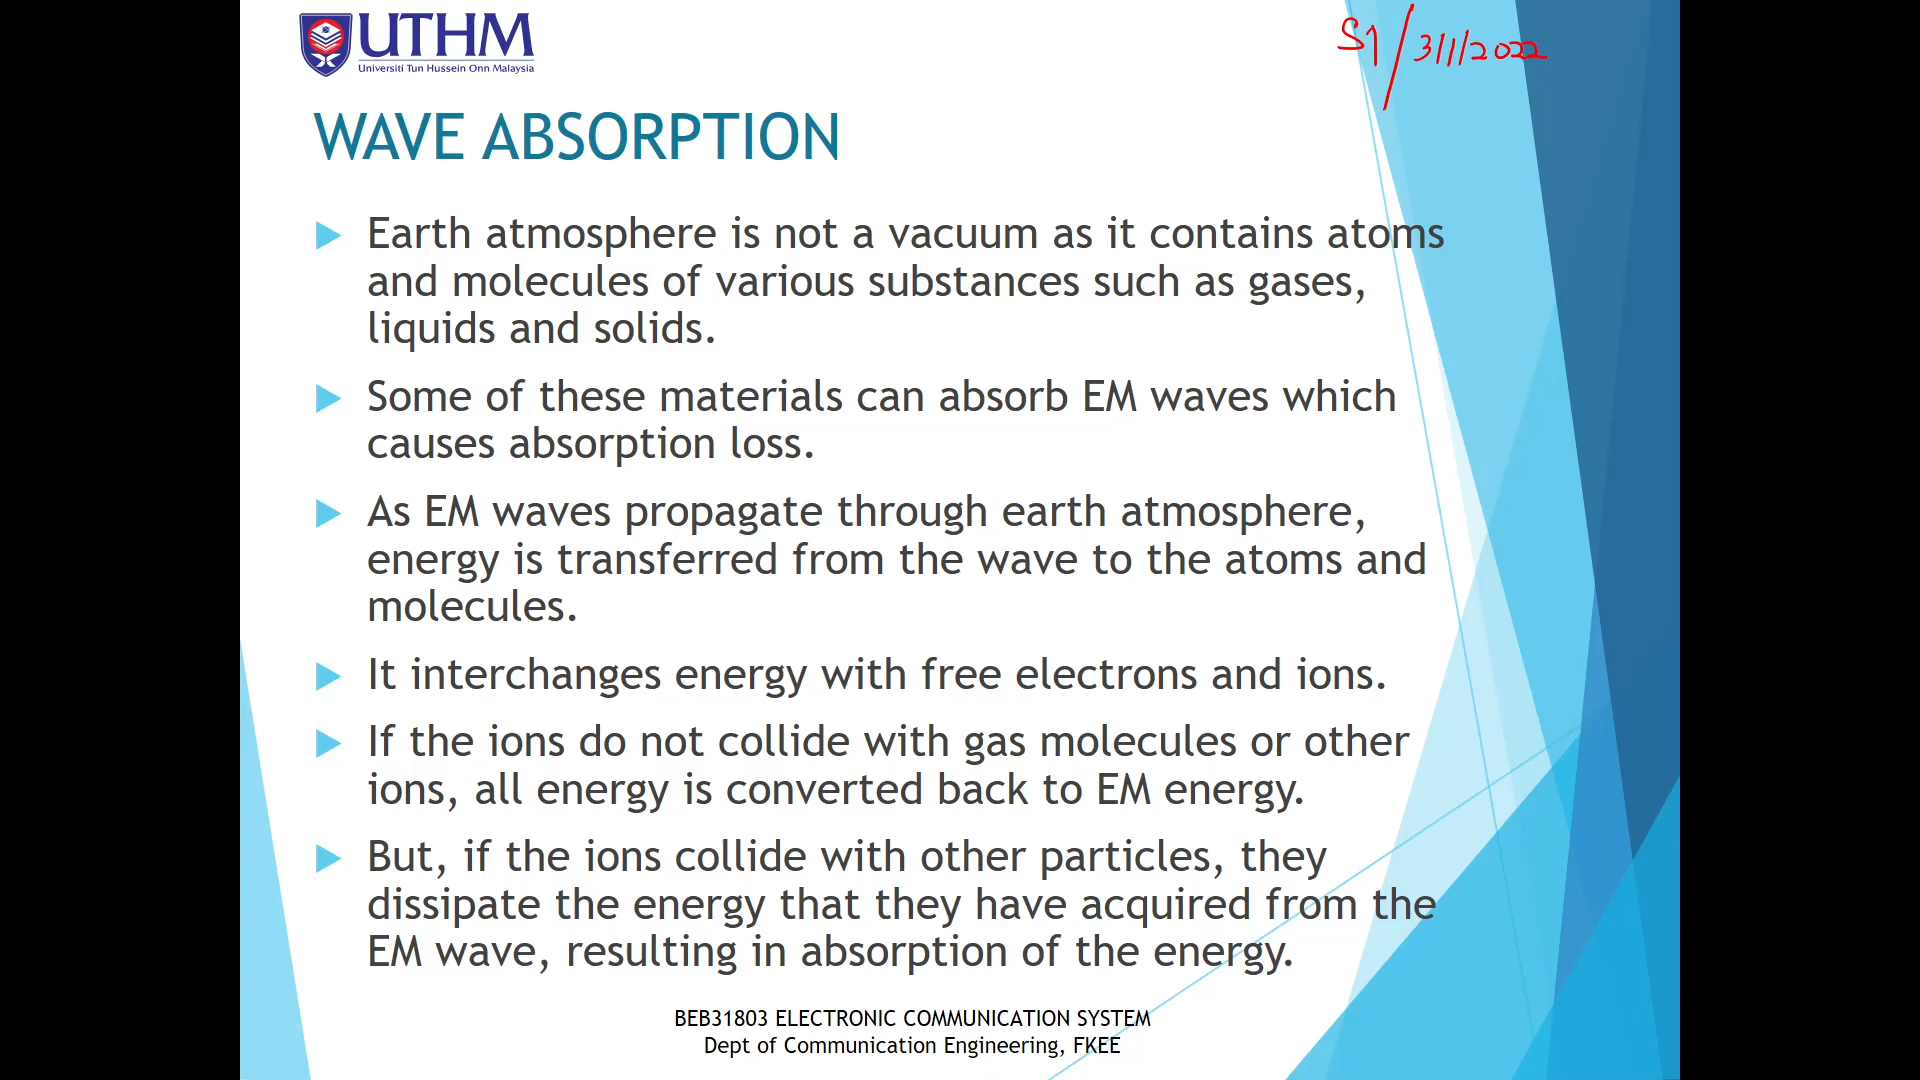 UTHM
Universiti Tun Hussein Onn Malaysia
S1/3/1/2022
WAVE ABSORPTION
Earth atmosphere is not a vacuum as it contains atoms
and molecules of various substances such as gases,
liquids and solids.
Some of these materials can absorb EM waves which
causes absorption loss.
As EM waves propagate through earth atmosphere,
energy is transferred from the wave to the atoms and
molecules.
It interchanges energy with free electrons and ions.
If the ions do not collide with gas molecules or other
ions, all energy is converted back to EM energy.
But, if the ions collide with other particles, they
dissipate the energy that they have acquired from the
EM wave, resulting in absorption of the energy.
BEB31803 ELECTRONIC COMMUNICATION SYSTEM
Dept of Communication Engineering, FKEE